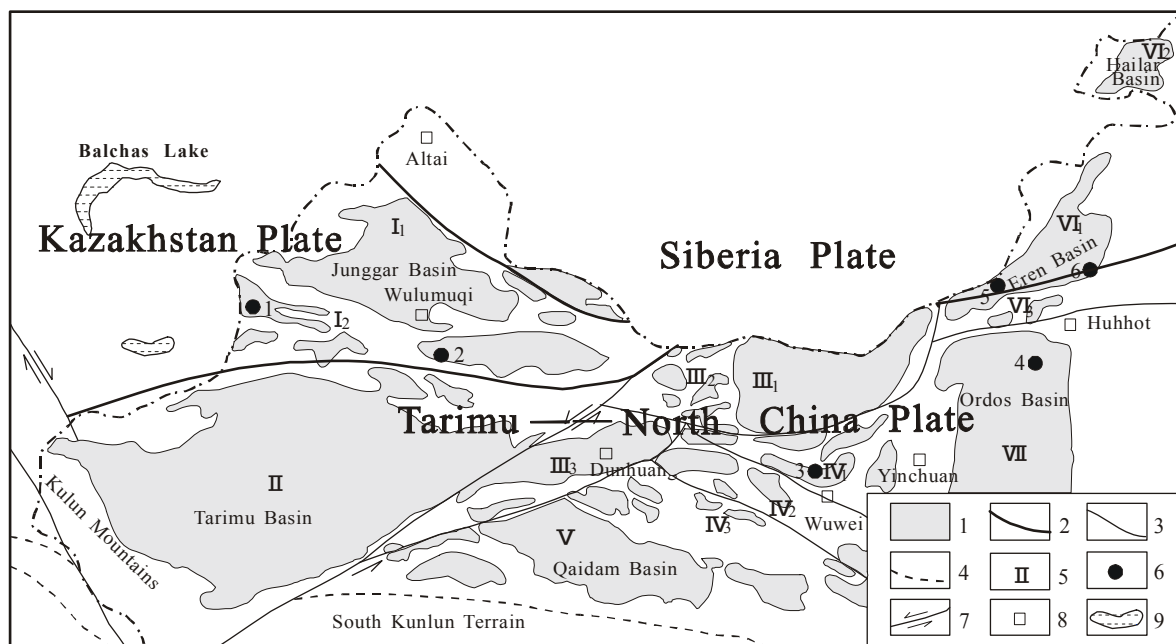 Ⅵ2
Hailar
Basin
Altai
Balchas Lake
Kazakhstan Plate
Ⅰ1
Junggar Basin
Wulumuqi
Siberia Plate
Ⅵ1
Eren Basin
5
6
Ⅵ3
Huhhot
1
Ⅰ2
2
Ⅲ2
Ⅲ1
4
Ordos Basin
Tarimu — North China Plate
Ⅲ3
Dunhuang
3
Ⅳ1
Yinchuan
Ⅶ
Ⅱ
Tarimu Basin
Ⅳ2
Wuwei
Ⅳ3
Kulun Mountains
Ⅴ
Qaidam Basin
South Kunlun Terrain
1
2
3
4
Ⅱ
5
6
7
8
9